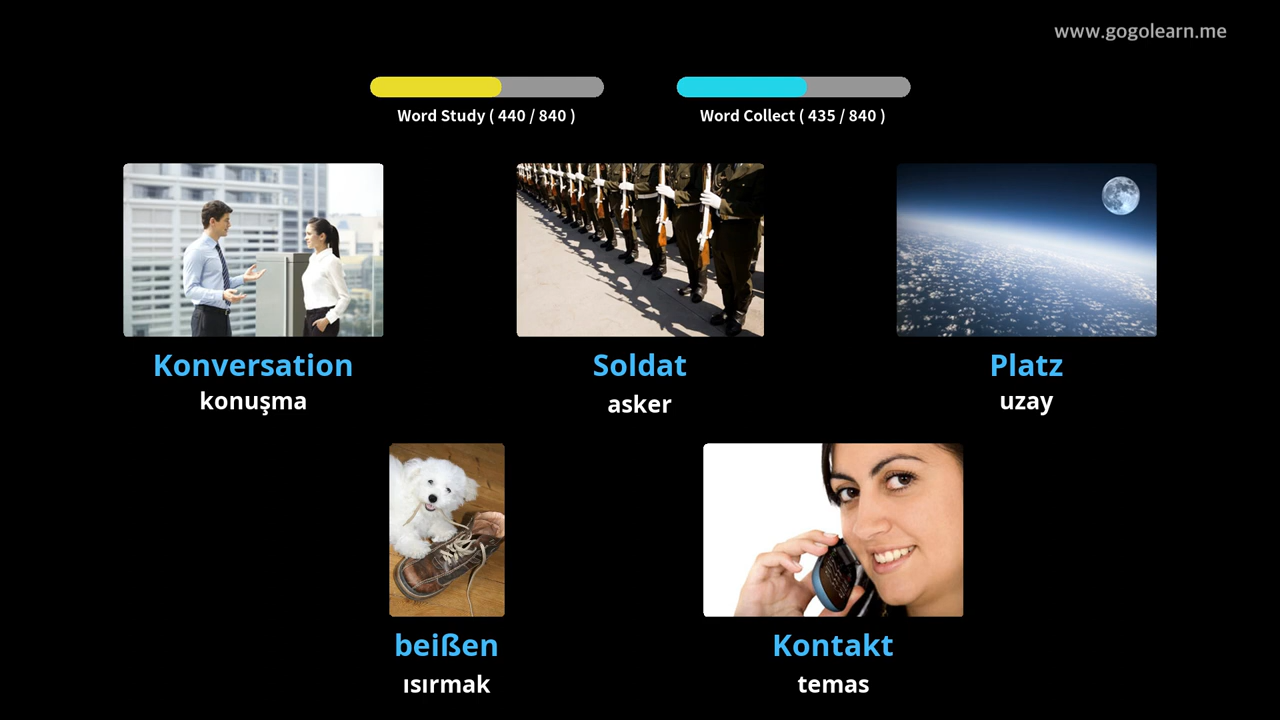 www.gogolearn.me
Word Study ( 440 / 840 )
Word Collect ( 435 / 840 )
Konversation
konuşma
Soldat
asker
Platz
uzay
beißen
ısırmak
Kontakt
temas